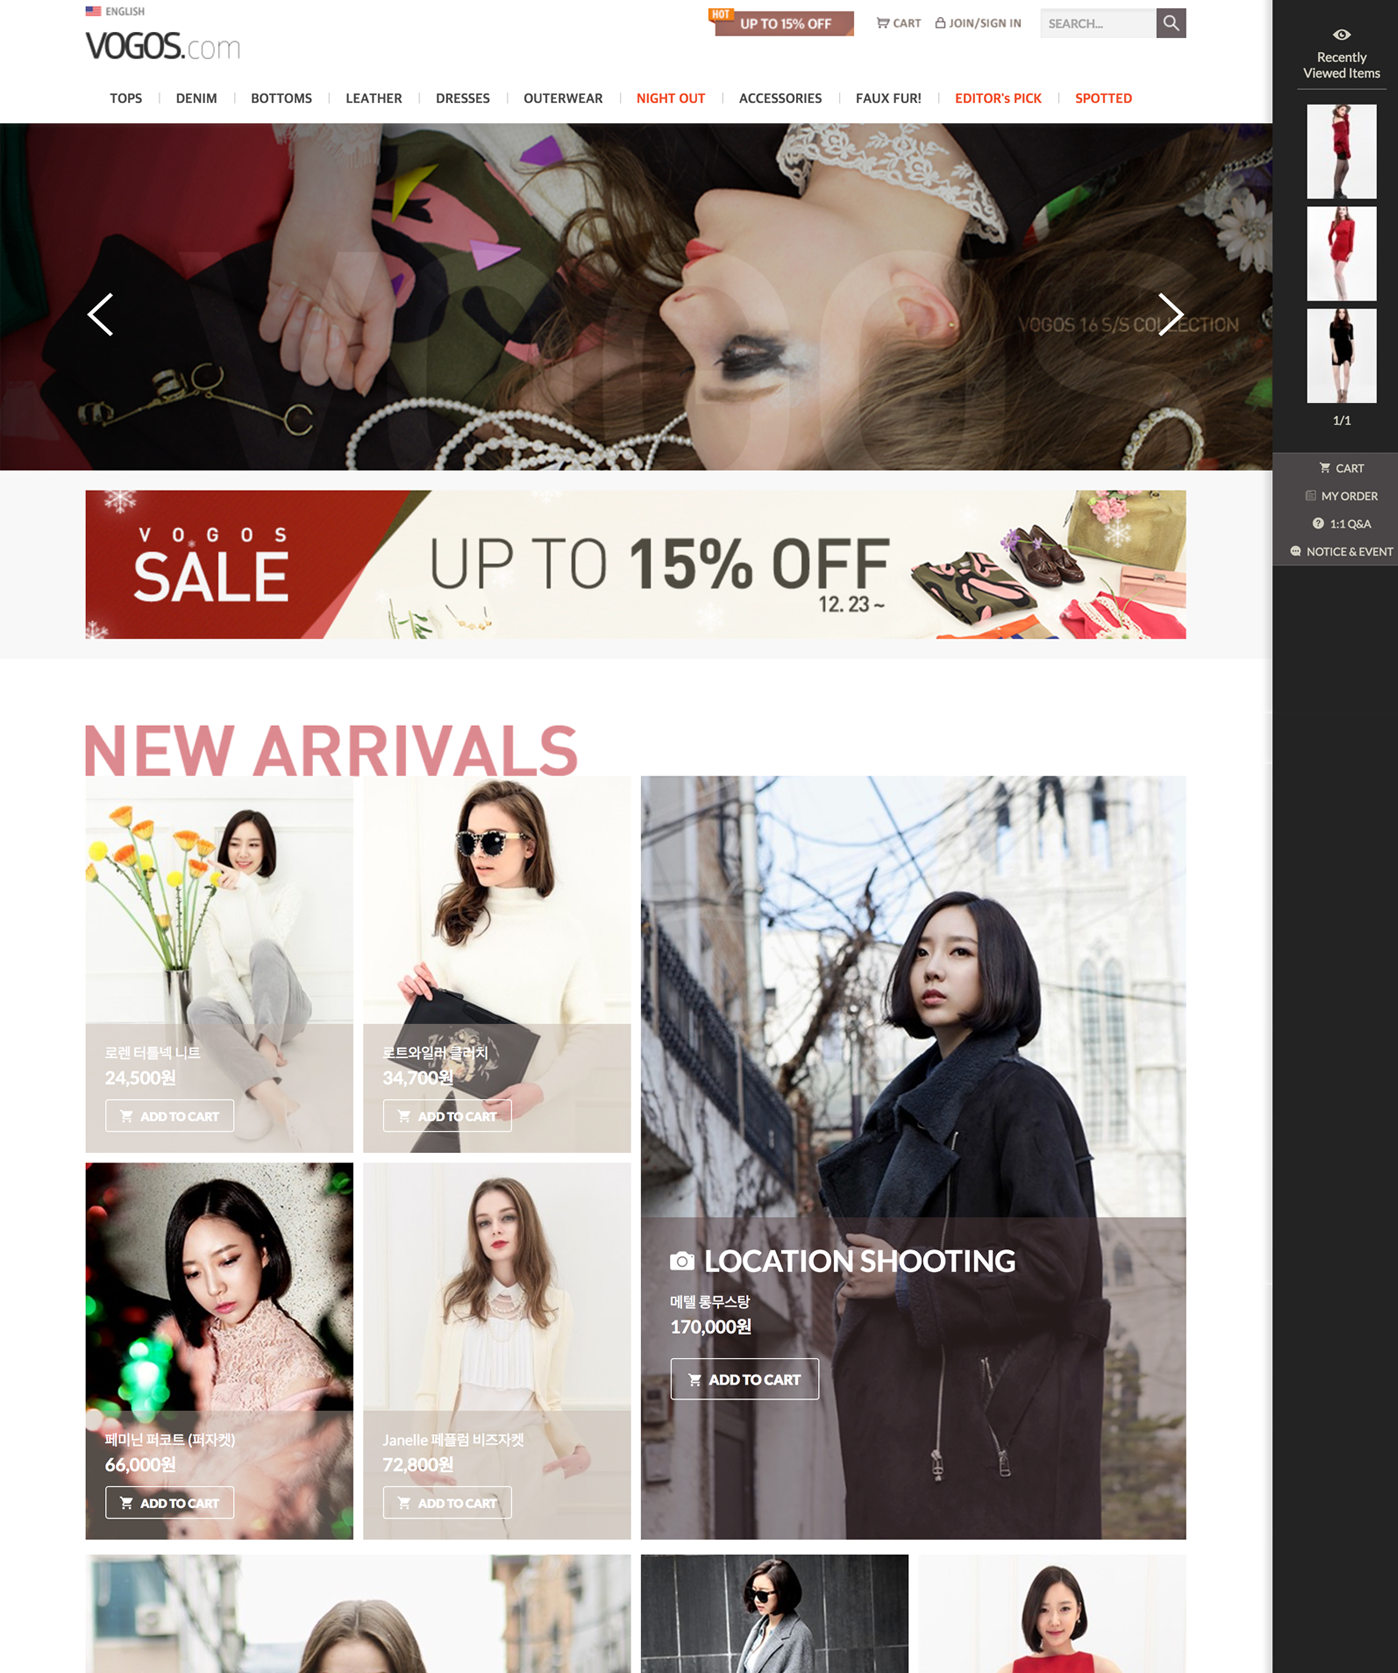 ENGLISH
HOT
UP TO 15% OFF
CART
JOIN/SIGN IN
SEARCH...
VOGOS.com
TOPS
DENIM
BOTTOMS
LEATHER
DRESSES
OUTERWEAR
NIGHT OUT
ACCESSORIES
FAUX FUR!
EDITOR's PICK
SPOTTED
VOGOS
VOGOS 16 S/S COLLECTION
VOGOS
SALE
UP TO 15% OFF
12. 23 ~
Recently
Viewed Items
1/1
CART
MY ORDER
1:1 Q&A
NOTICE & EVENT
NEW ARRIVALS
로렌 터틀넥 니트
24,500원
ADD TO CART
로트와일러 클러치
34,700원
ADD TO CART
LOCATION SHOOTING
메텔 롱무스탕
170,000원
ADD TO CART
페미닌 퍼코트 (퍼자켓)
66,000원
ADD TO CART
Janelle 페플럼 비즈자켓
72,800원
ADD TO CART